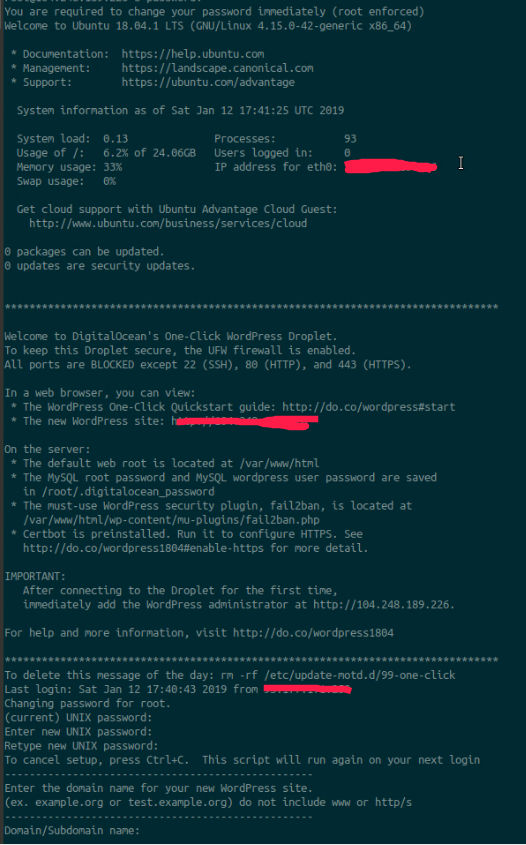 You are required to change your password immediately (root enforced)
Welcome to Ubuntu 18.04.1 LTS (GNU/Linux 4.15.0-42-generic x86_64)
* Documentation: https://help.ubuntu.com
* Management: https://landscape.canonical.com
* Support: https://ubuntu.com/advantage
System information as of Sat Jan 12 17:41:25 UTC 2019
System load: 0.13 Processes: 93
Usage of /: 6.2% of 24.06GB Users logged in: 0
Memory usage: 33% IP address for eth0:
Swap usage: 0%
Get cloud support with Ubuntu Advantage Cloud Guest:
http://www.ubuntu.com/business/services/cloud
0 packages can be updated.
0 updates are security updates.
********************************************************************************
Welcome to DigitalOcean's One-Click WordPress Droplet.
To keep this Droplet secure, the UFW firewall is enabled.
All ports are BLOCKED except 22 (SSH), 80 (HTTP), and 443 (HTTPS).
In a web browser, you can view:
* The WordPress One-Click Quickstart guide: http://do.co/wordpress#start
* The new WordPress site:
On the server:
* The default web root is located at /var/www/html
* The MySQL root password and MySQL wordpress user password are saved
in /root/.digitalocean_password
* The must-use WordPress security plugin, fail2ban, is located at
/var/www/html/wp-content/mu-plugins/fail2ban.php
* Certbot is preinstalled. Run it to configure HTTPS. See
http://do.co/wordpress1804#enable-https for more detail.
IMPORTANT:
After connecting to the Droplet for the first time,
immediately add the WordPress administrator at http://104.248.189.226.
For help and more information, visit http://do.co/wordpress1804
********************************************************************************
To delete this message of the day: rm -rf /etc/update-motd.d/99-one-click
Last login: Sat Jan 12 17:40:43 2019 from
Changing password for root.
(current) UNIX password:
Enter new UNIX password:
Retype new UNIX password:
To cancel setup, press Ctrl+C. This script will run again on your next login
--------------------------------------------------
Enter the domain name for your new WordPress site.
(ex. example.org or test.example.org) do not include www or http/s
--------------------------------------------------
Domain/Subdomain name: